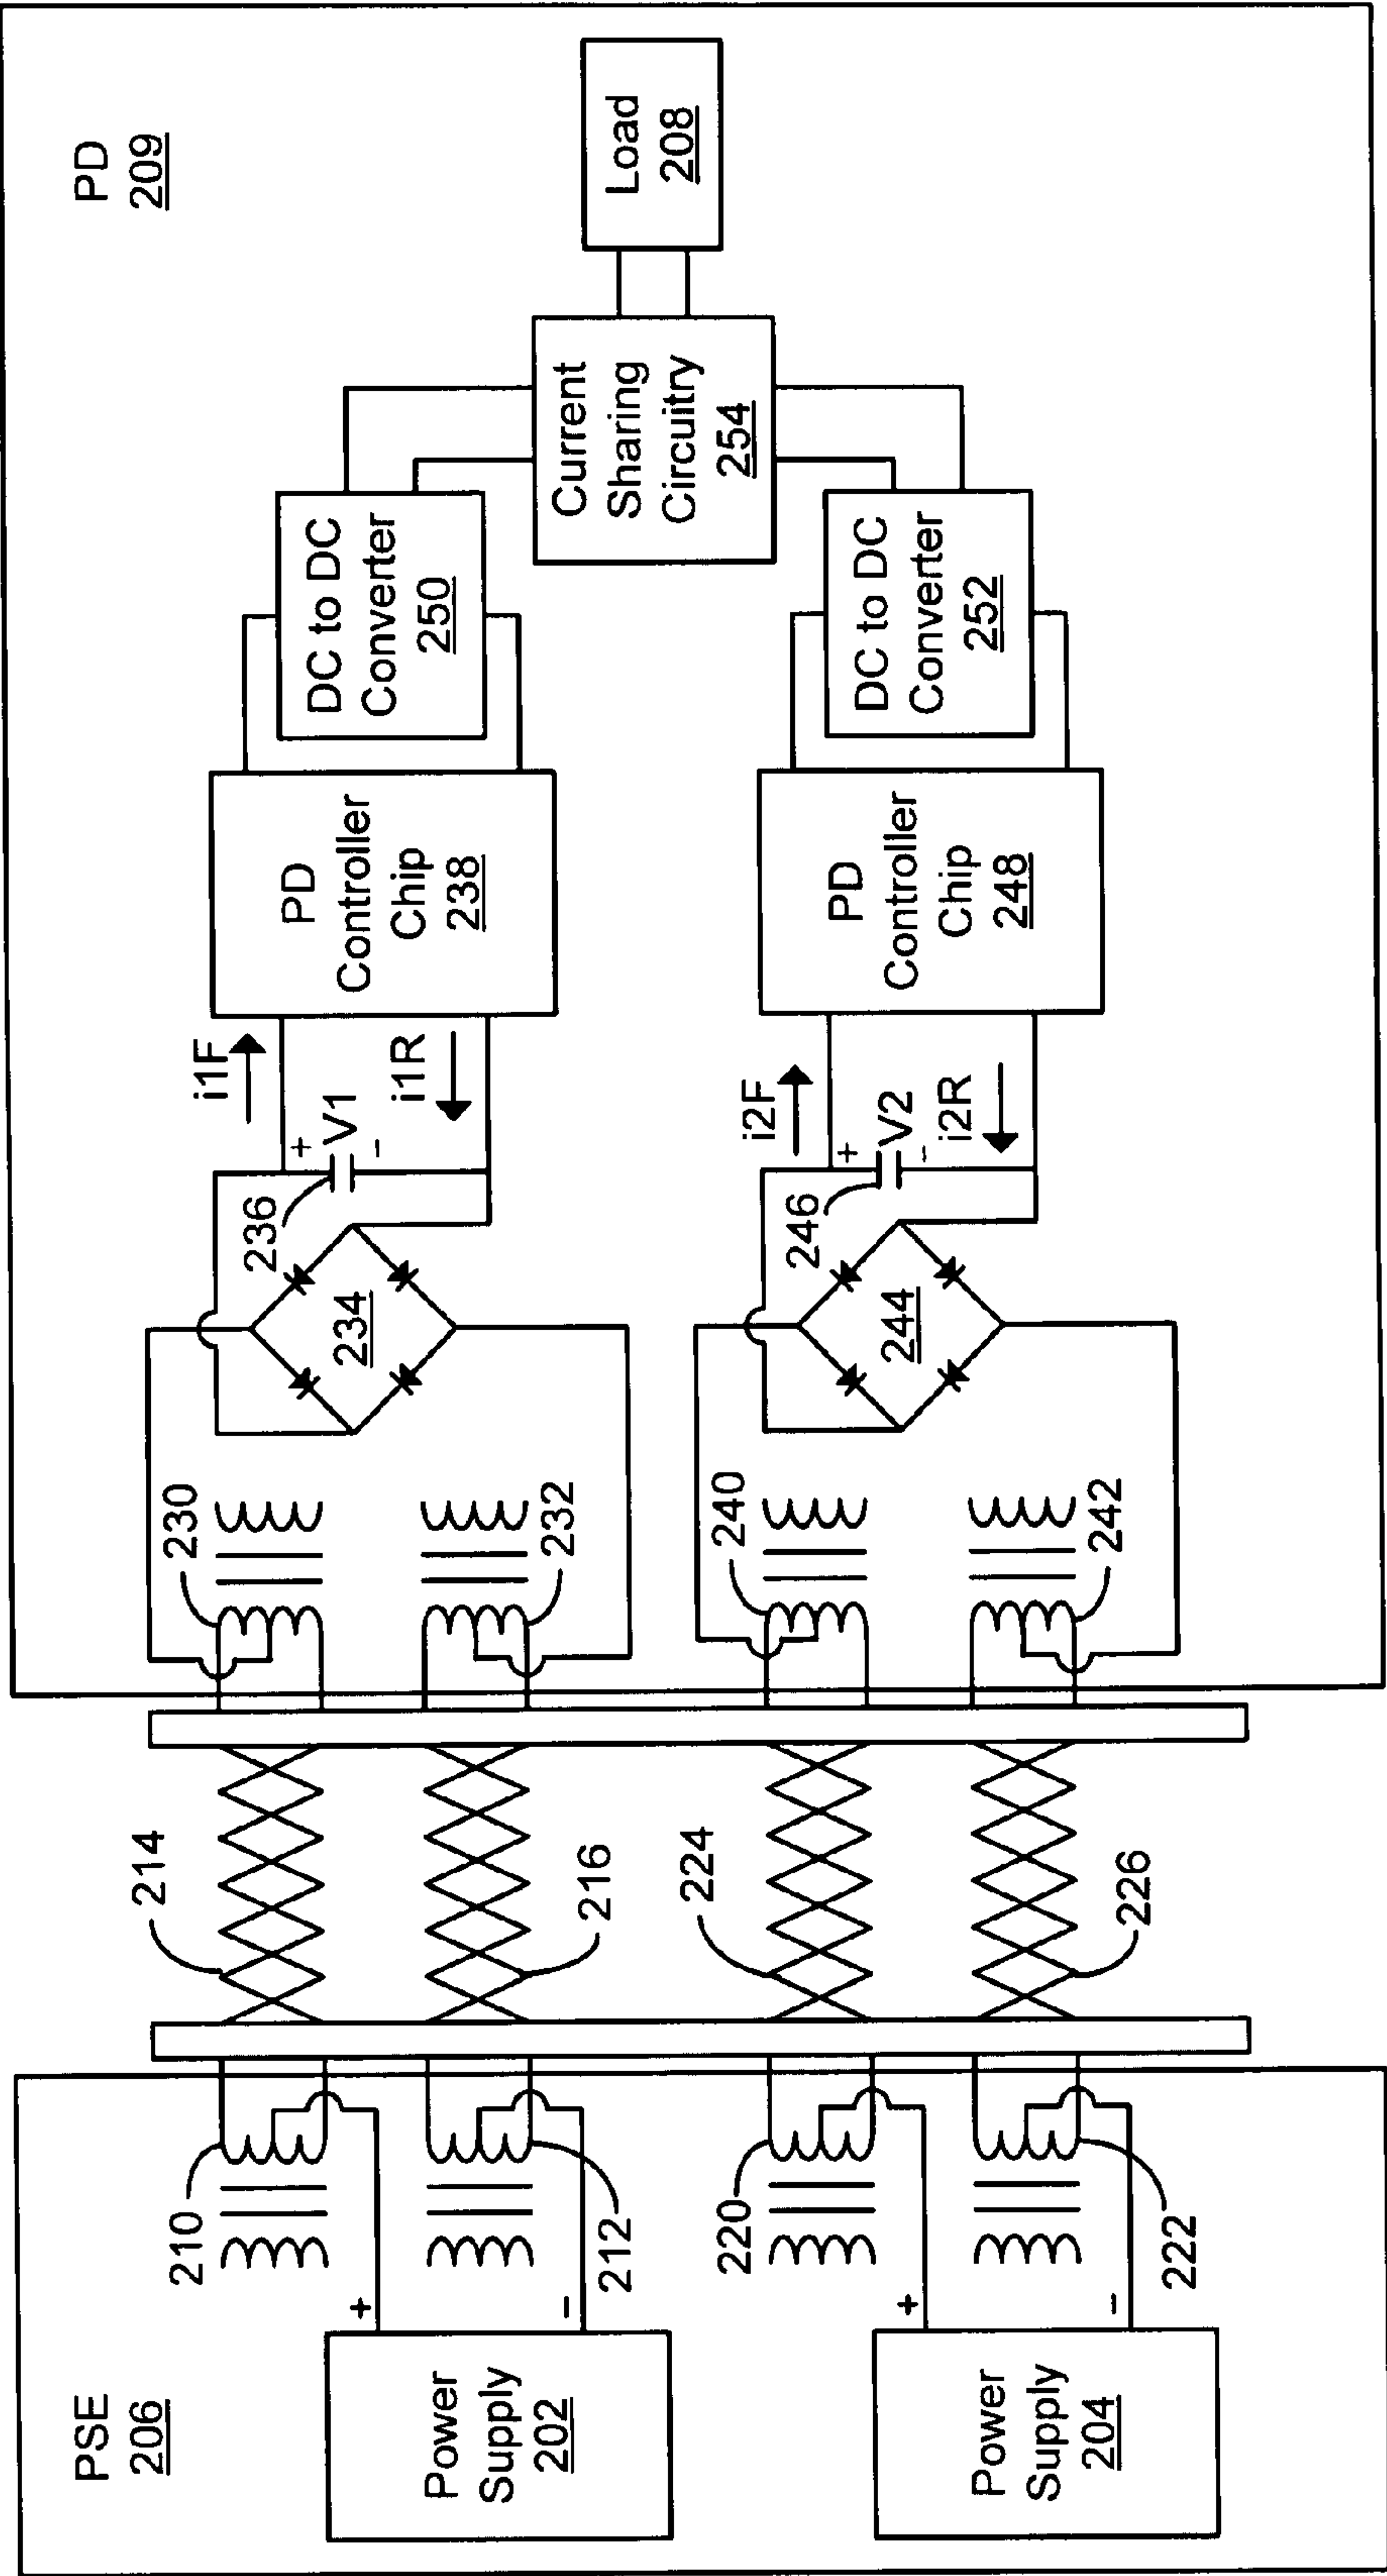 PSE
206
Power
Supply
202
+
-
210
212
214
216
230
232
234
236
+
V1
-
i1F
i1R
PD
Controller
Chip
238
DC to DC
Converter
250
Power
Supply
204
+
-
220
222
224
226
240
242
244
246
+
V2
-
i2F
i2R
PD
Controller
Chip
248
DC to DC
Converter
252
Current
Sharing
Circuitry
254
Load
208
PD
209